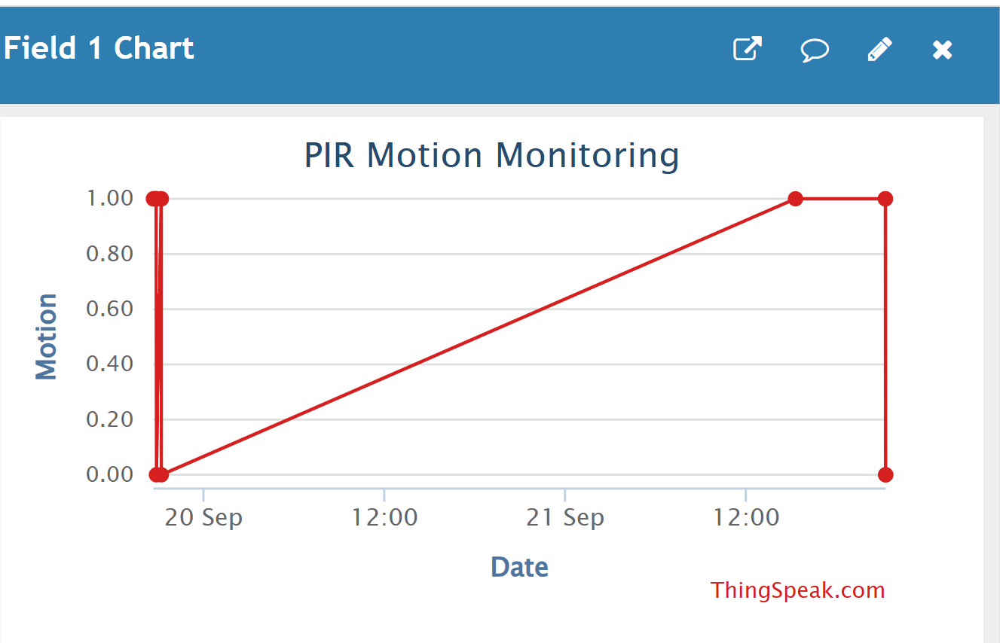 Field 1 Chart
PIR Motion Monitoring
1.00
0.80
0.60
0.40
0.20
0.00
Motion
20 Sep 12:00 21 Sep 12:00
Date
ThingSpeak.com